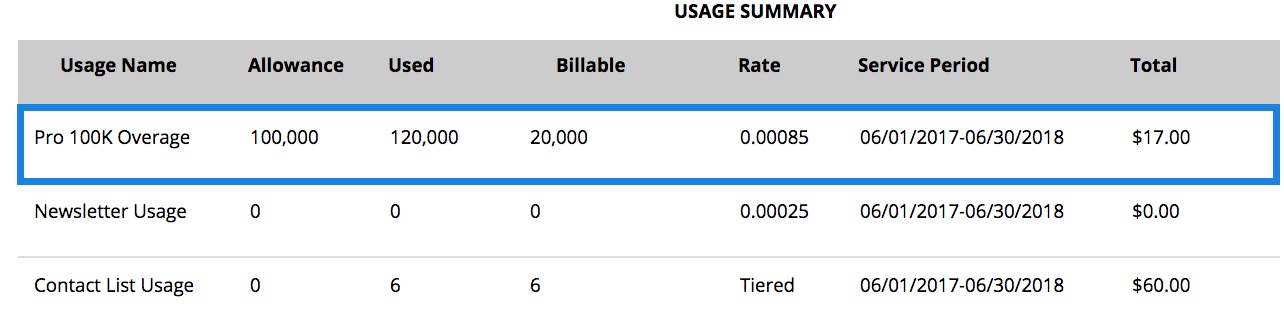 USAGE SUMMARY
Usage Name Allowance Used Billable Rate Service Period Total
Pro 100K Overage 100,000 120,000 20,000 0.00085 06/01/2017-06/30/2018 $17.00
Newsletter Usage 0 0 0 0.00025 06/01/2017-06/30/2018 $0.00
Contact List Usage 0 6 6 Tiered 06/01/2017-06/30/2018 $60.00